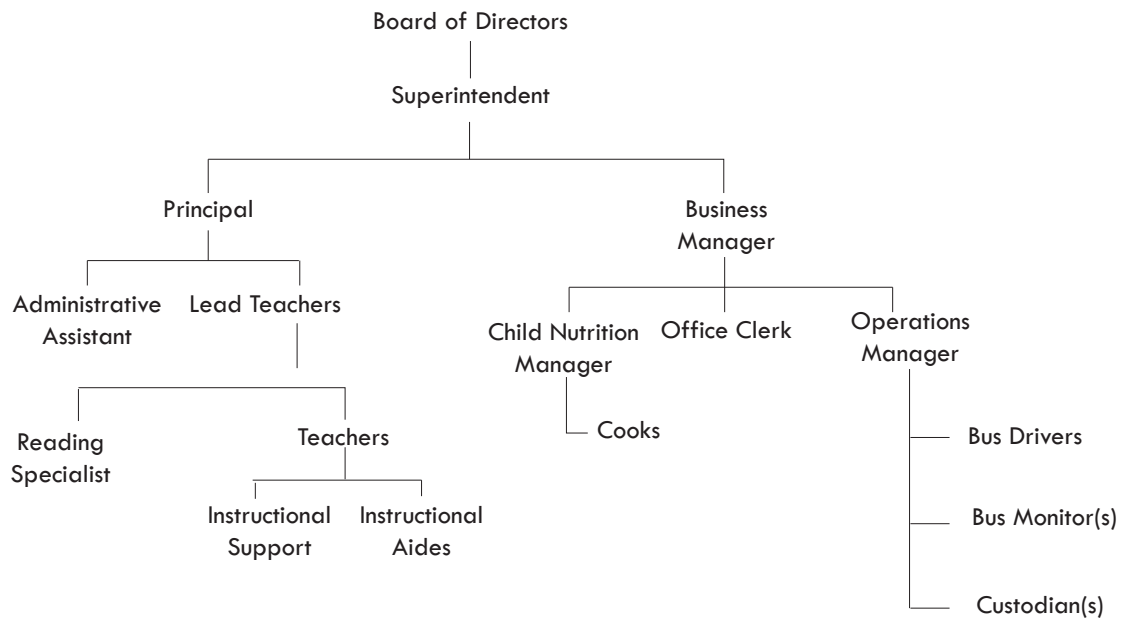 Board of Directors
Superintendent
Principal
Business
Manager
Administrative
Assistant
Lead Teachers
Child Nutrition
Manager
Office Clerk
Operations
Manager
Reading
Specialist
Teachers
Cooks
Bus Drivers
Instructional
Support
Instructional
Aides
Bus Monitor(s)
Custodian(s)